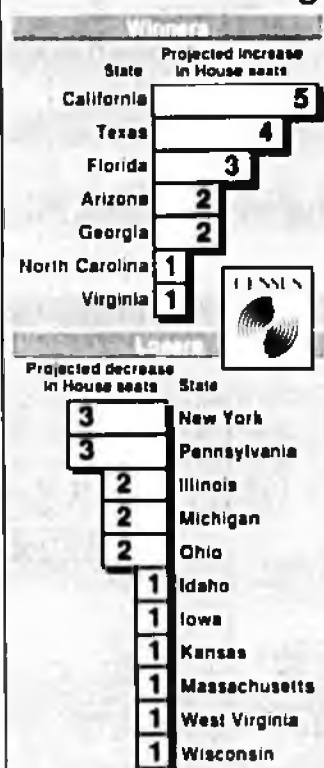 Winners
State Projected increase
in House seats
California 5
Texas 4
Florida 3
Arizona 2
Georgia 2
North Carolina 1
Virginia 1
CENSUS
Losers
Projected decrease
in House seats State
3 New York
3 Pennsylvania
2 Illinois
2 Michigan
2 Ohio
1 Idaho
1 Iowa
1 Kansas
1 Massachusetts
1 West Virginia
1 Wisconsin